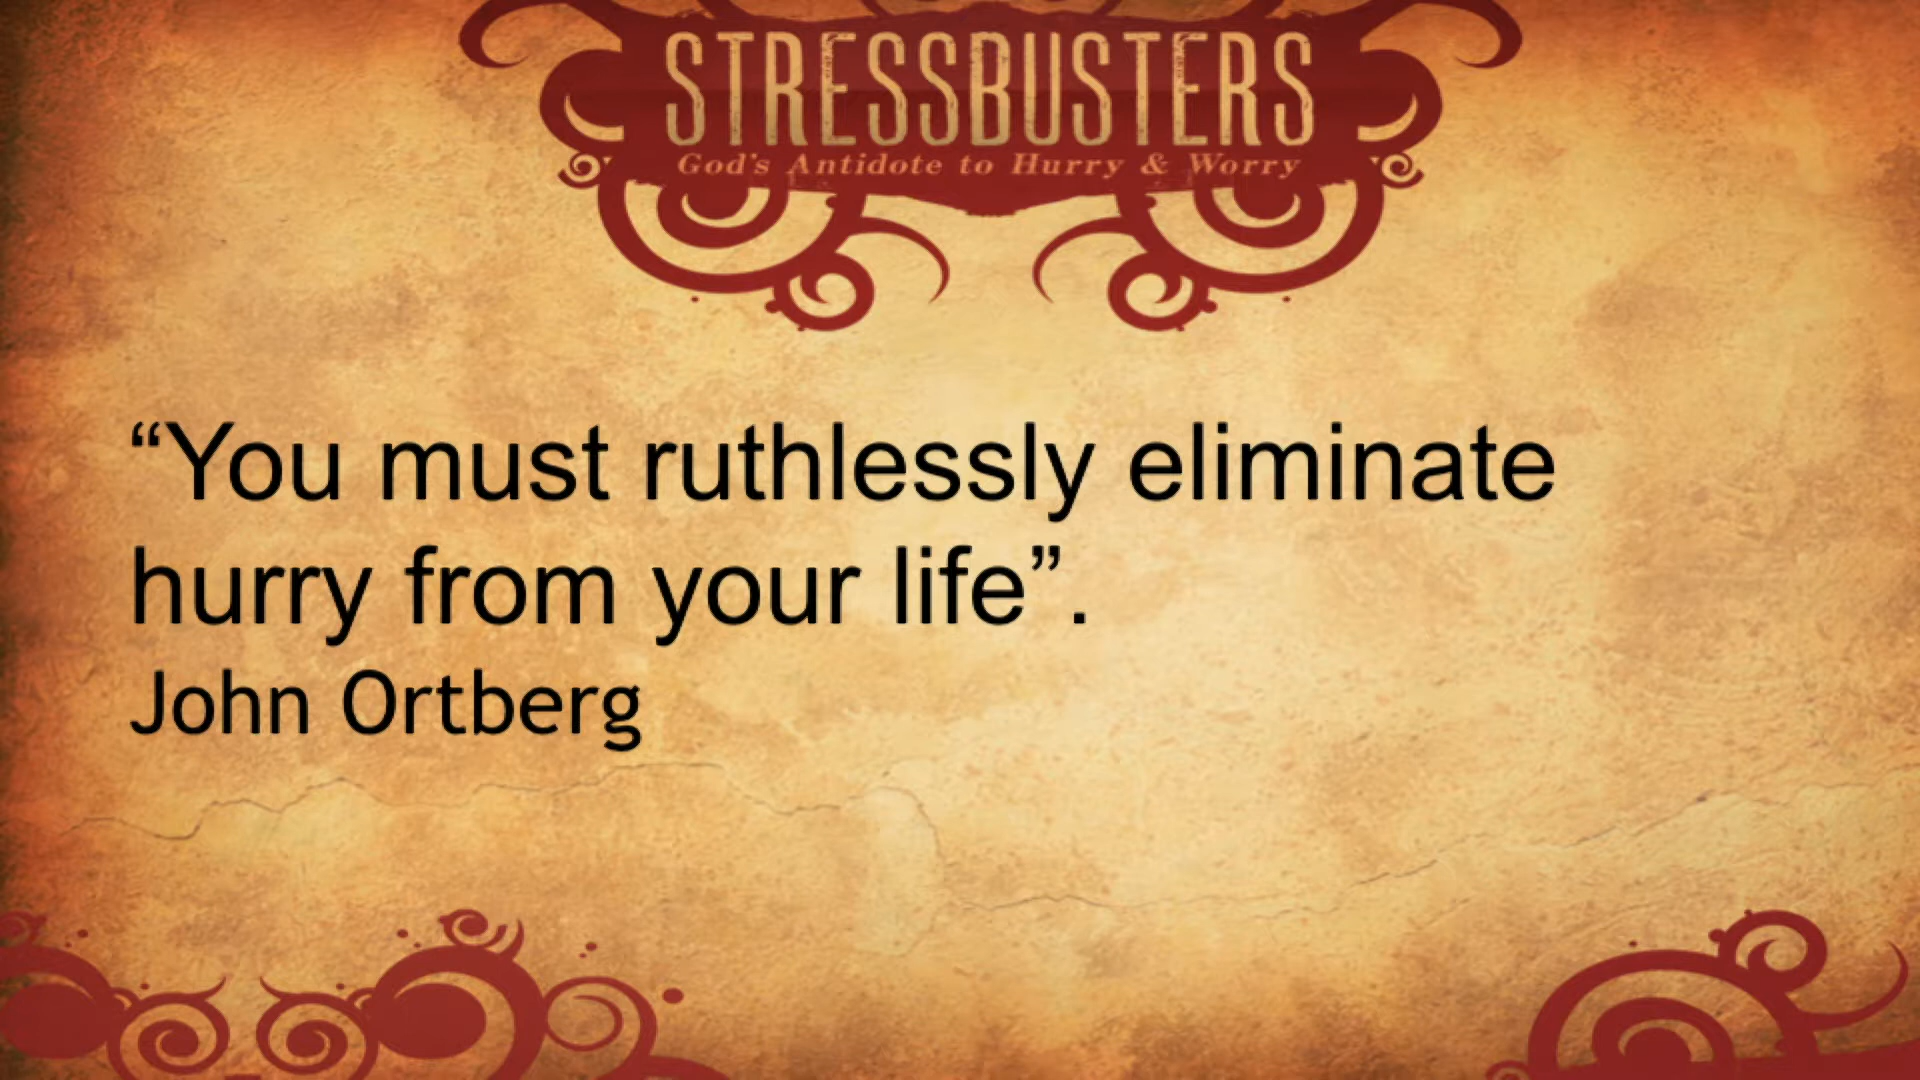 STRESSBUSTERS
God's Antidote to Hurry & Worry
“You must ruthlessly eliminate
hurry from your life”.
John Ortberg